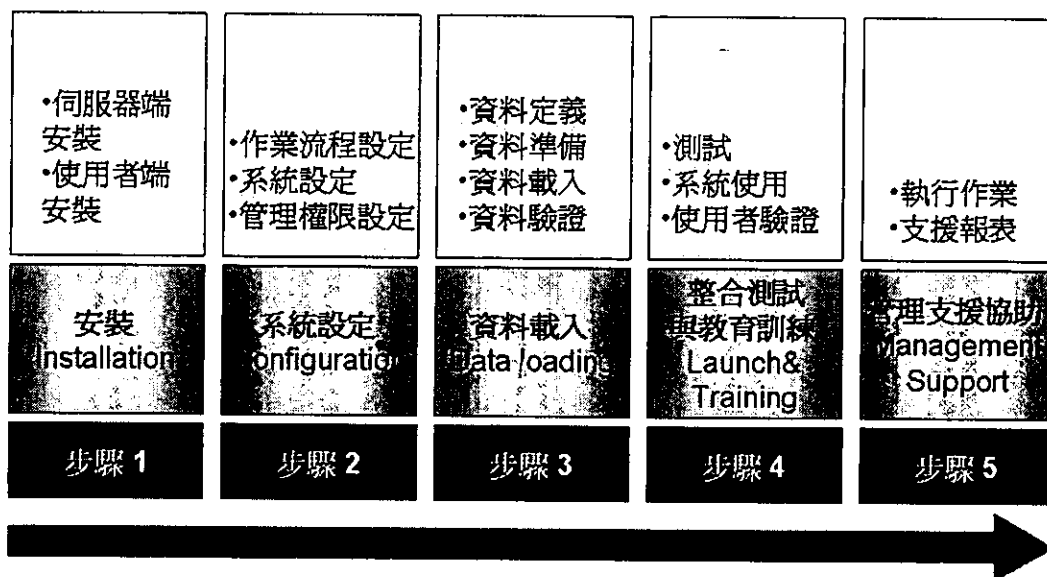 •伺服器端
安裝
•使用者端
安裝
•作業流程設定
•系統設定
•管理權限設定
•資料定義
•資料準備
•資料載入
•資料驗證
•測試
•系統使用
•使用者驗證
•執行作業
•支援報表
安裝
Installation
系統設定
Configuration
資料載入
Data loading
整合測試
與教育訓練
Launch&
Training
管理支援協助
Management
Support
步驟 1
步驟 2
步驟 3
步驟 4
步驟 5